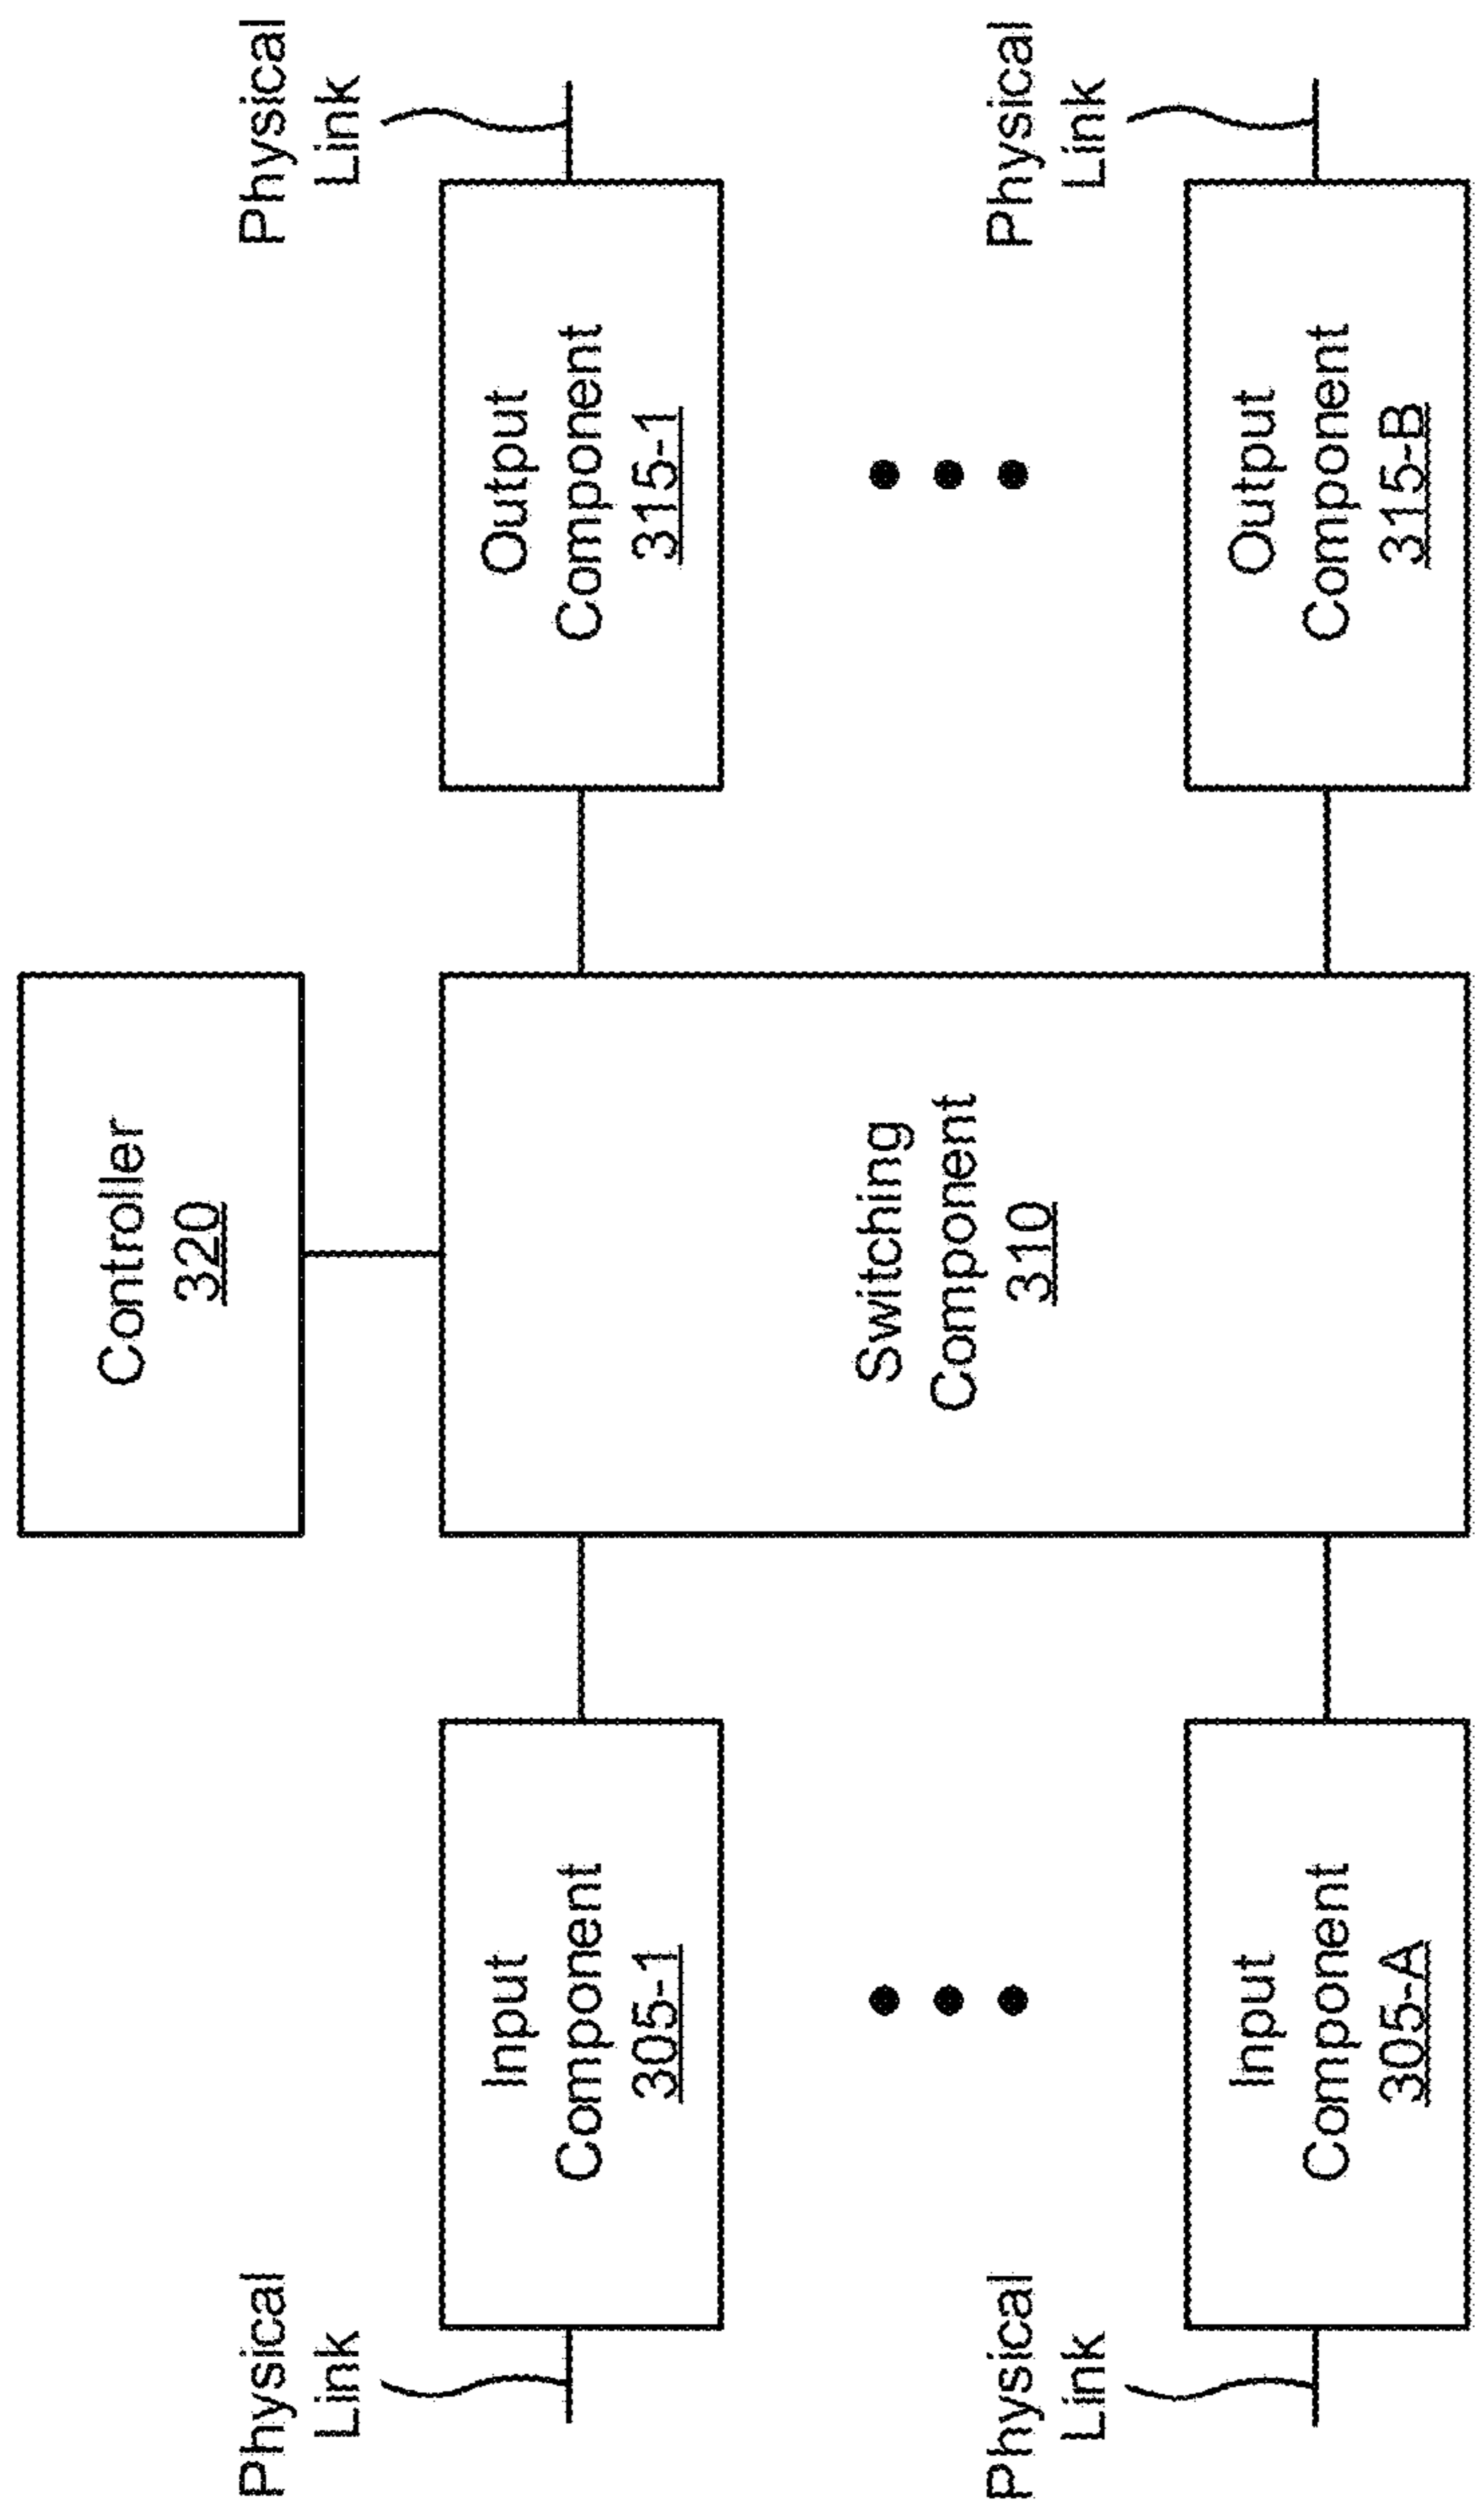 Controller
320
Physical
Link
Input
Component
305-1
Output
Component
315-1
Physical
Link
Switching
Component
310
Physical
Link
Input
Component
305-A
Output
Component
315-B
Physical
Link